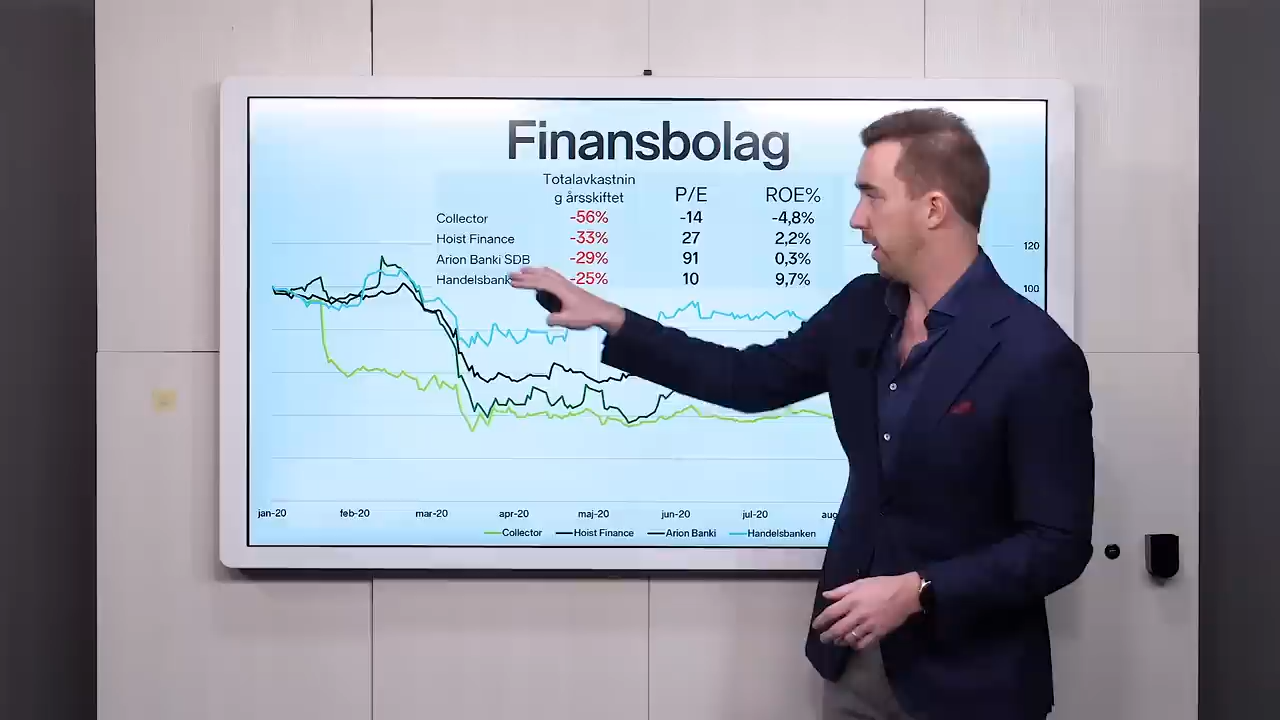 Finansbolag
Totalavkastnin
g årsskiftet
P/E
ROE%
Collector -56% -14 -4,8%
Hoist Finance -33% 27 2,2%
Arion Banki SDB -29% 91 0,3%
-25% 10 9,7%
120
100
jan-20 feb-20 mar-20 apr-20 maj-20 jun-20 jul-20
Collector Hoist Finance Arion Banki Handelsbanken